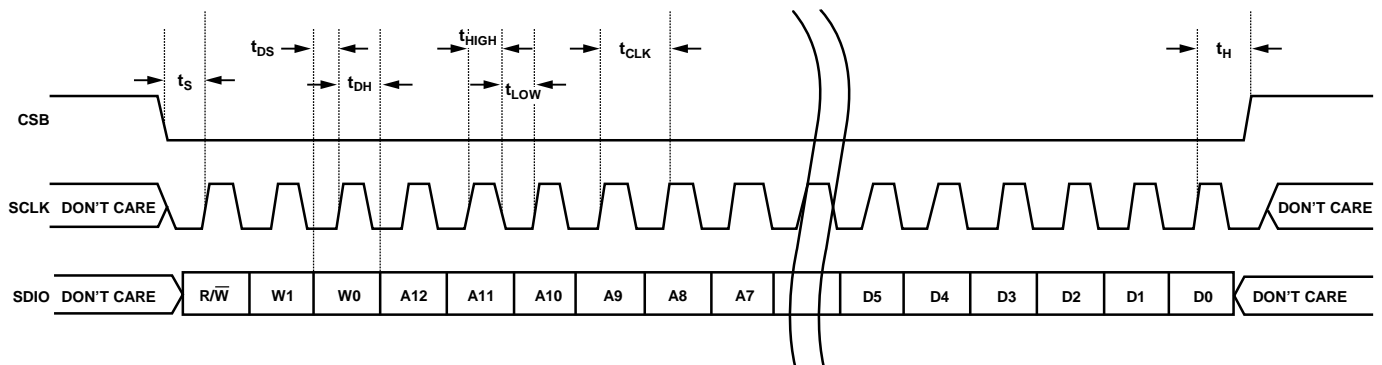 tDS
tHIGH
tCLK
tH
tS
tDH
tLOW
CSB
SCLK DON'T CARE DON'T CARE
SDIO DON'T CARE R/W̅ W1 W0 A12 A11 A10 A9 A8 A7 D5 D4 D3 D2 D1 D0 DON'T CARE